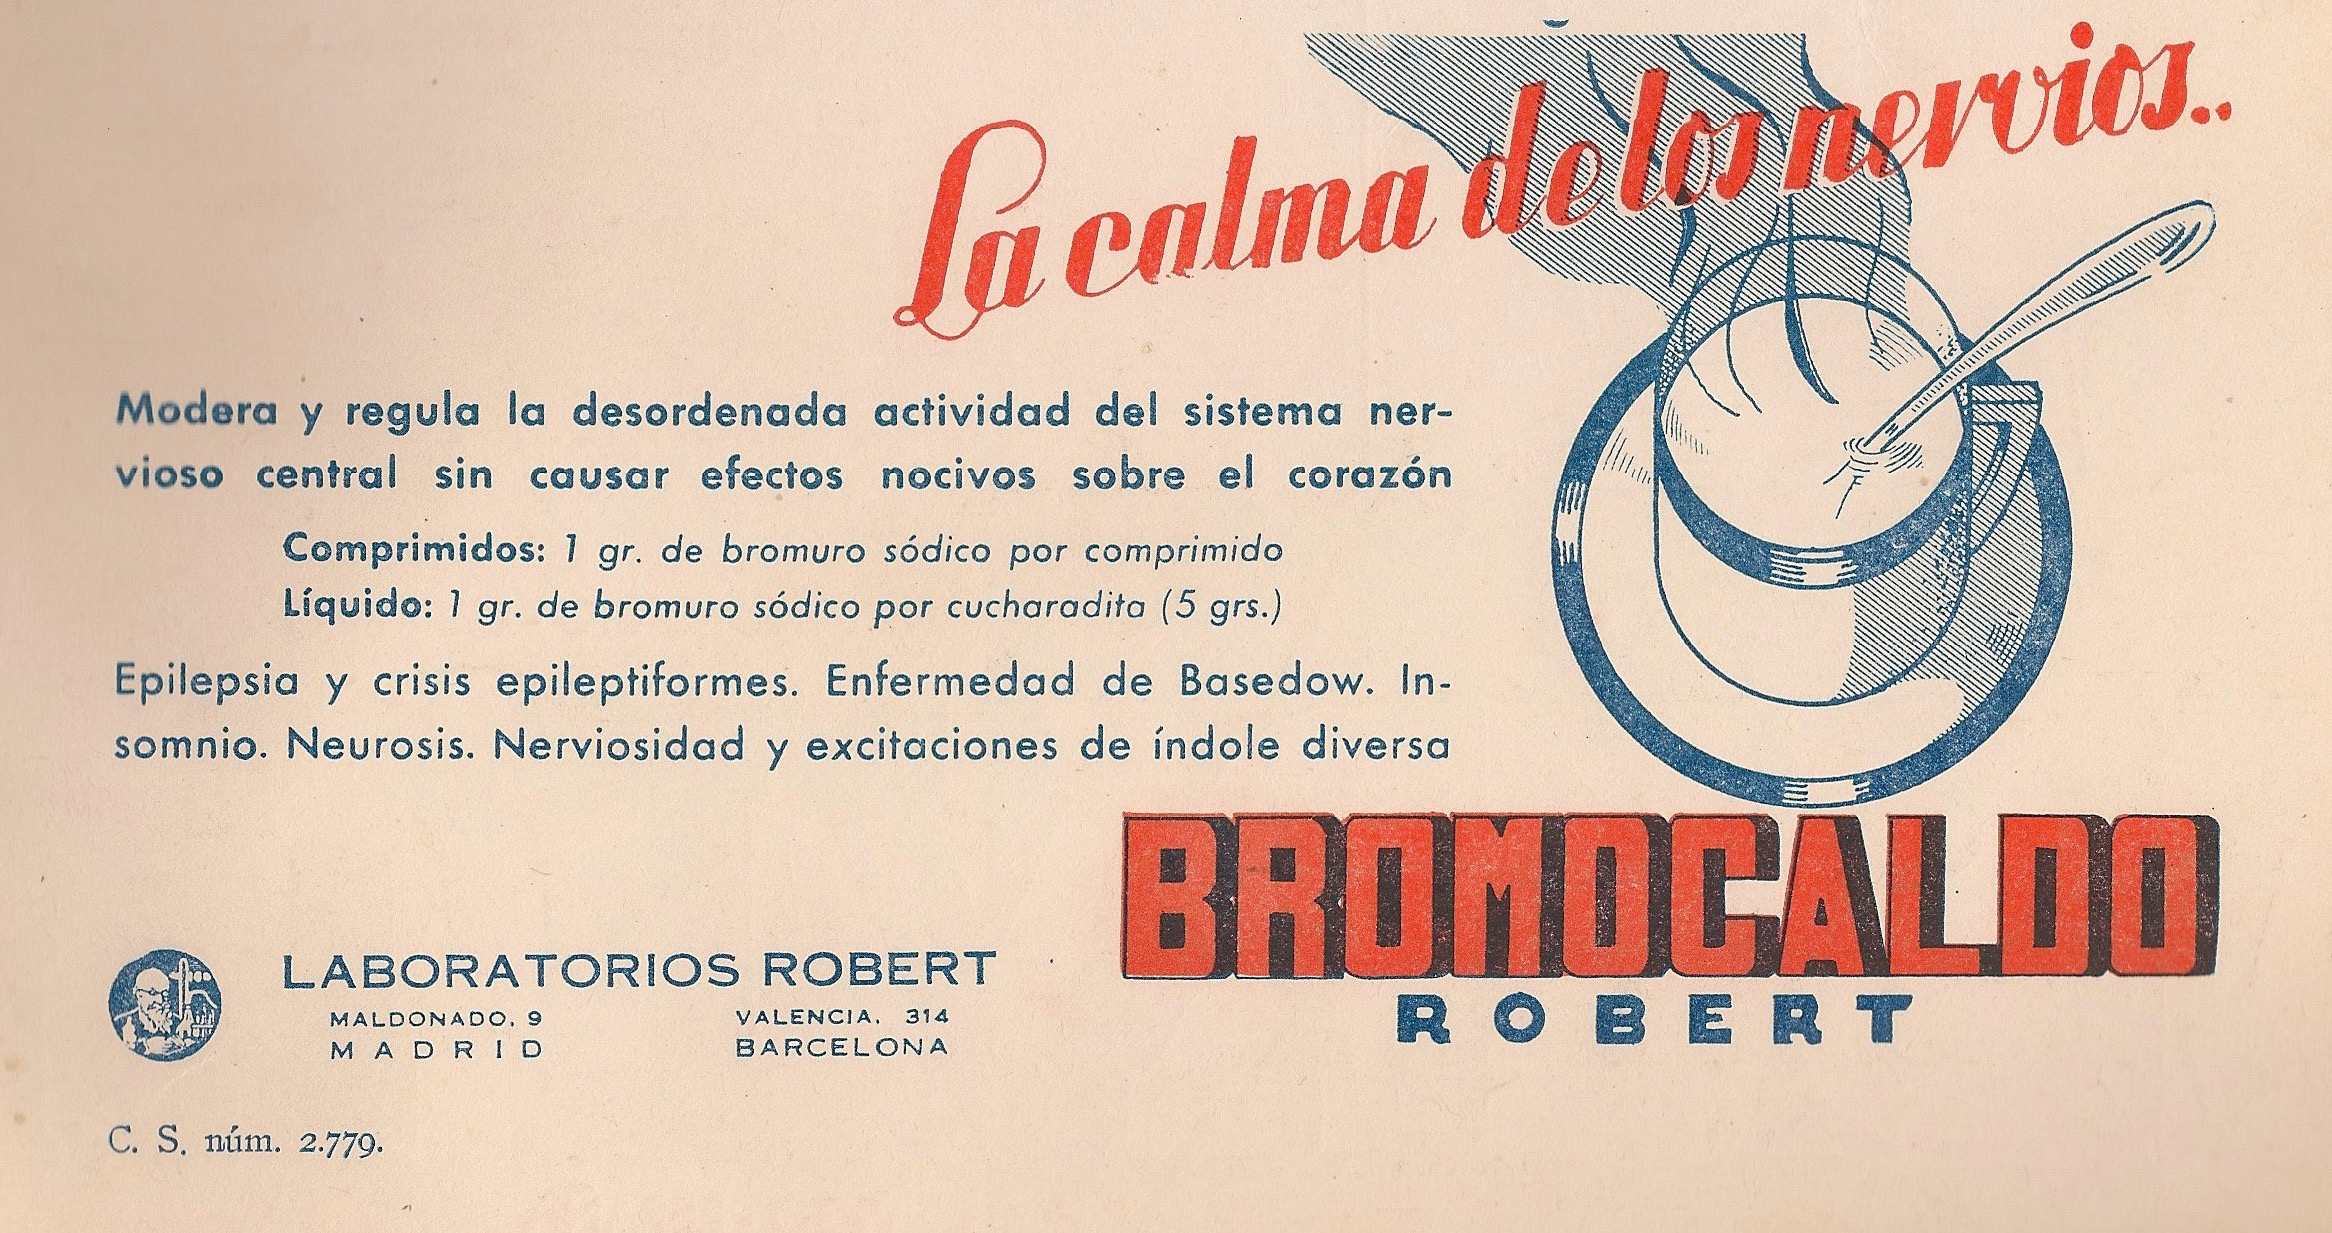 La calma de los nervios..
Modera y regula la desordenada actividad del sistema ner-
vioso central sin causar efectos nocivos sobre el corazón
Comprimidos: 1 gr. de bromuro sódico por comprimido
Líquido: 1 gr. de bromuro sódico por cucharadita (5 grs.)
Epilepsia y crisis epileptiformes. Enfermedad de Basedow. In-
somnio. Neurosis. Nerviosidad y excitaciones de índole diversa
BROMOCALDO
ROBERT
LABORATORIOS ROBERT
MALDONADO, 9
MADRID
VALENCIA, 314
BARCELONA
C. S. núm. 2.779.